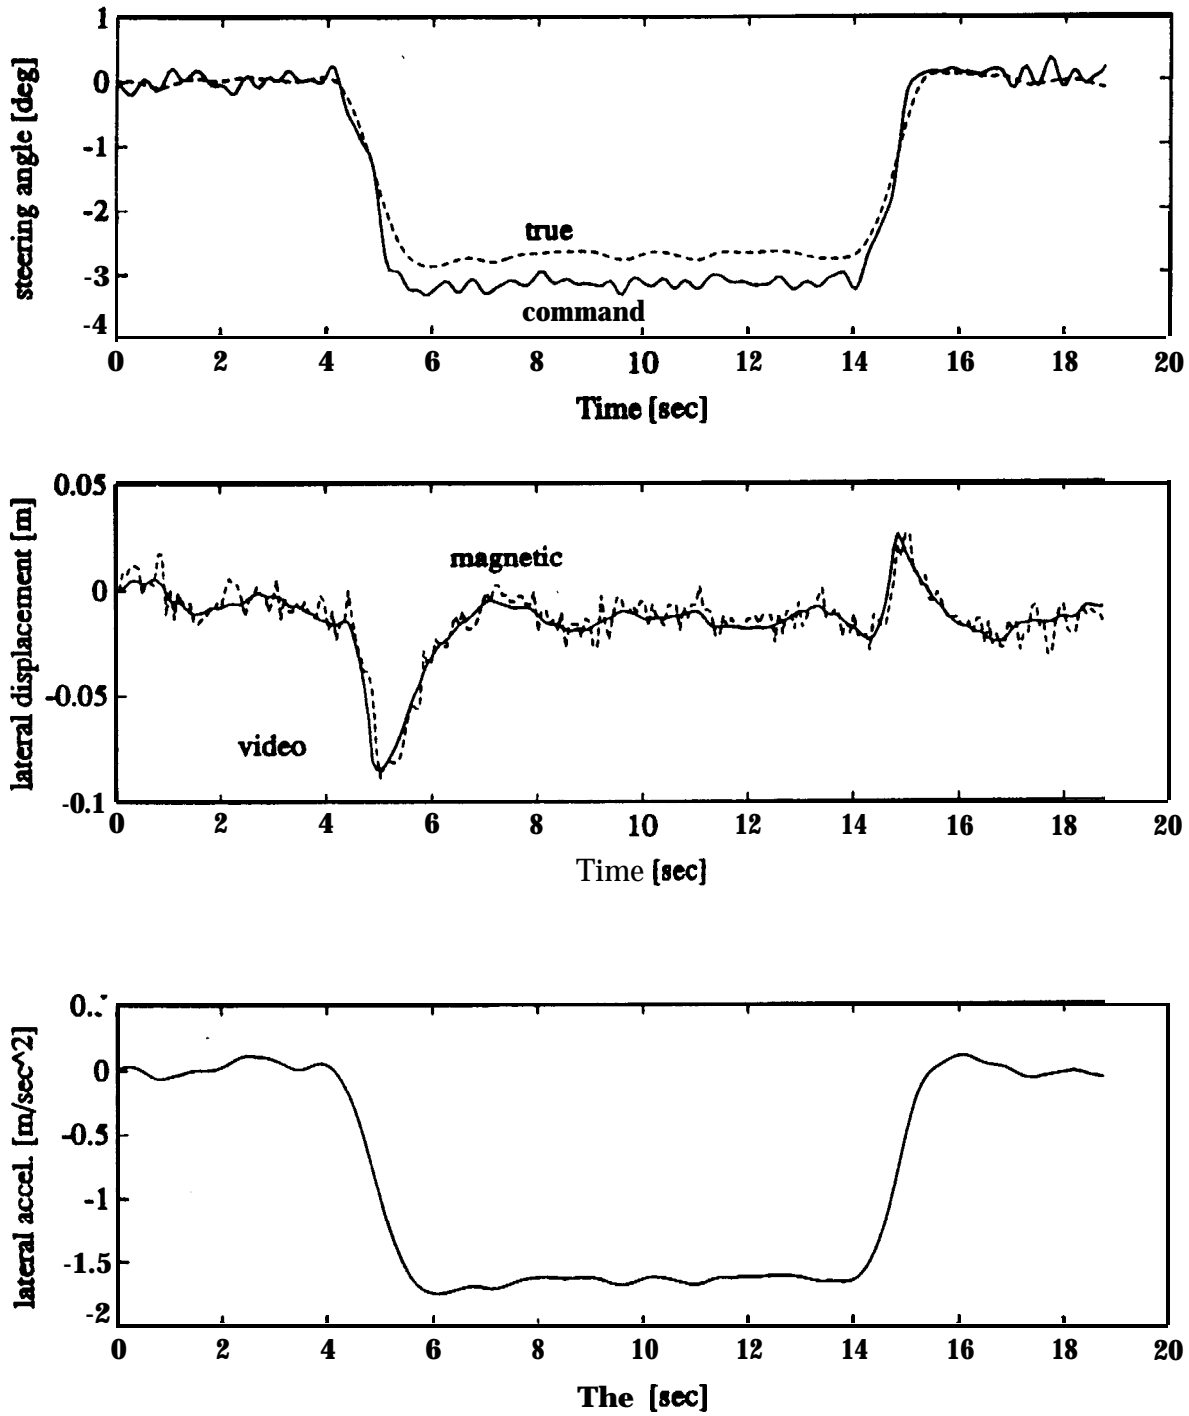 steering angle [deg]
1
0
-1
-2
-3
-4
true
command
0 2 4 6 8 10 12 14 16 18 20
Time [sec]
lateral displacement [m]
0.05
0
-0.05
-0.1
magnetic
video
0 2 4 6 8 10 12 14 16 18 20
Time [sec]
lateral accel. [m/sec^2]
0
-0.5
-1
-1.5
-2
0 2 4 6 8 10 12 14 16 18 20
The [sec]